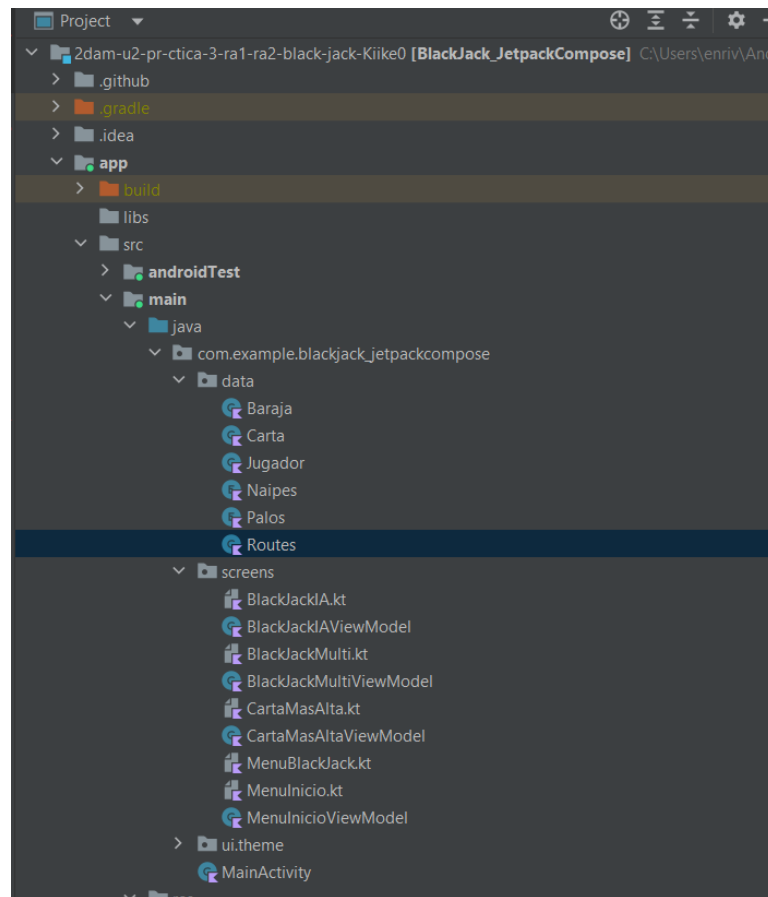 Project
2dam-u2-pr-ctica-3-ra1-ra2-black-jack-Kiike0 [BlackJack_JetpackCompose] C:\Users\enriv\And
.github
.gradle
.idea
app
build
libs
src
androidTest
main
java
com.example.blackjack_jetpackcompose
data
Baraja
Carta
Jugador
Naipes
Palos
Routes
screens
BlackJackIA.kt
BlackJackIAViewModel
BlackJackMulti.kt
BlackJackMultiViewModel
CartaMasAlta.kt
CartaMasAltaViewModel
MenuBlackJack.kt
MenuInicio.kt
MenuInicioViewModel
ui.theme
MainActivity